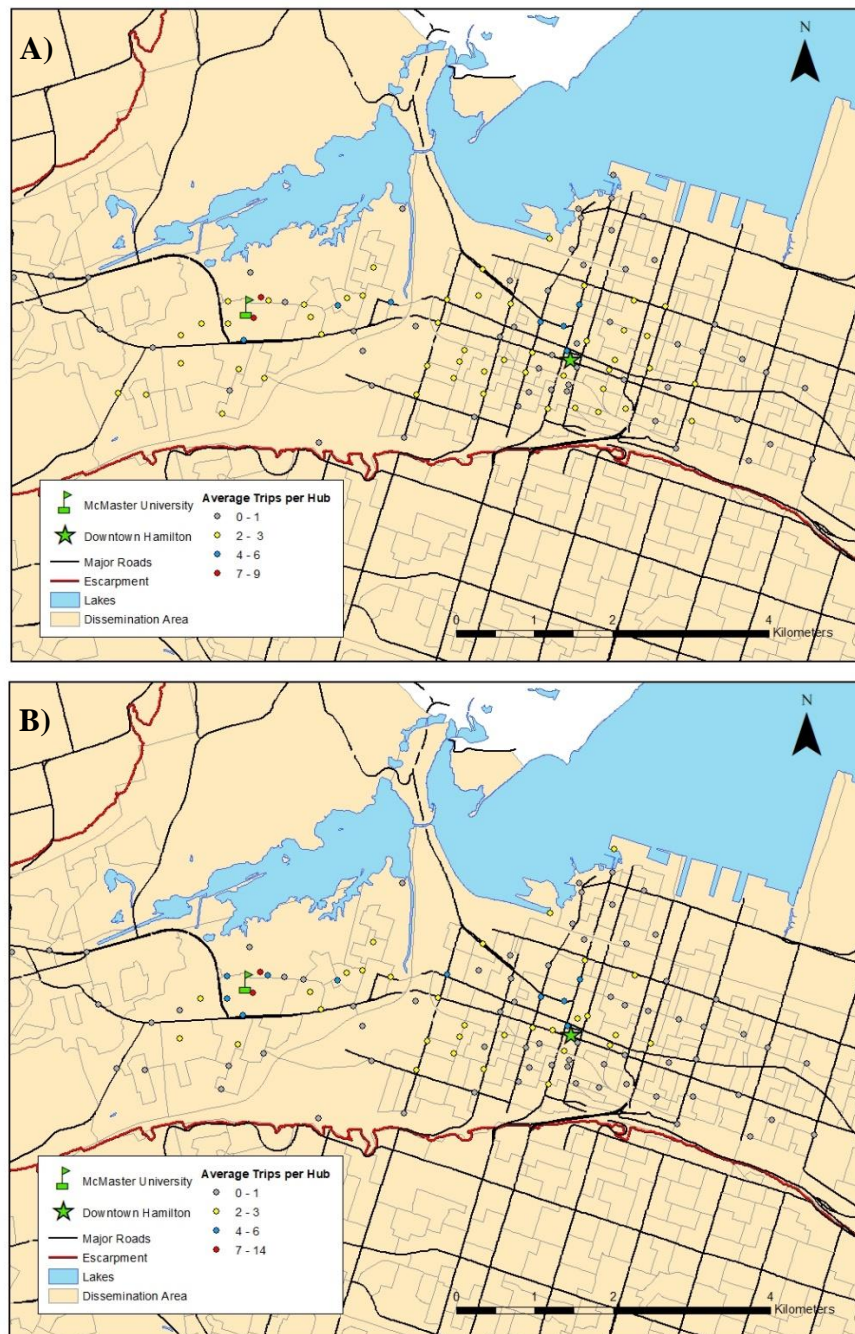 A)
N
McMaster University
Downtown Hamilton
Major Roads
Escarpment
Lakes
Dissemination Area
Average Trips per Hub
0 - 1
2 - 3
4 - 6
7 - 9
0 2 4
Kilometers
B)
N
McMaster University
Downtown Hamilton
Major Roads
Escarpment
Lakes
Dissemination Area
Average Trips per Hub
0 - 1
2 - 3
4 - 6
7 - 14
0 2 4
Kilometers